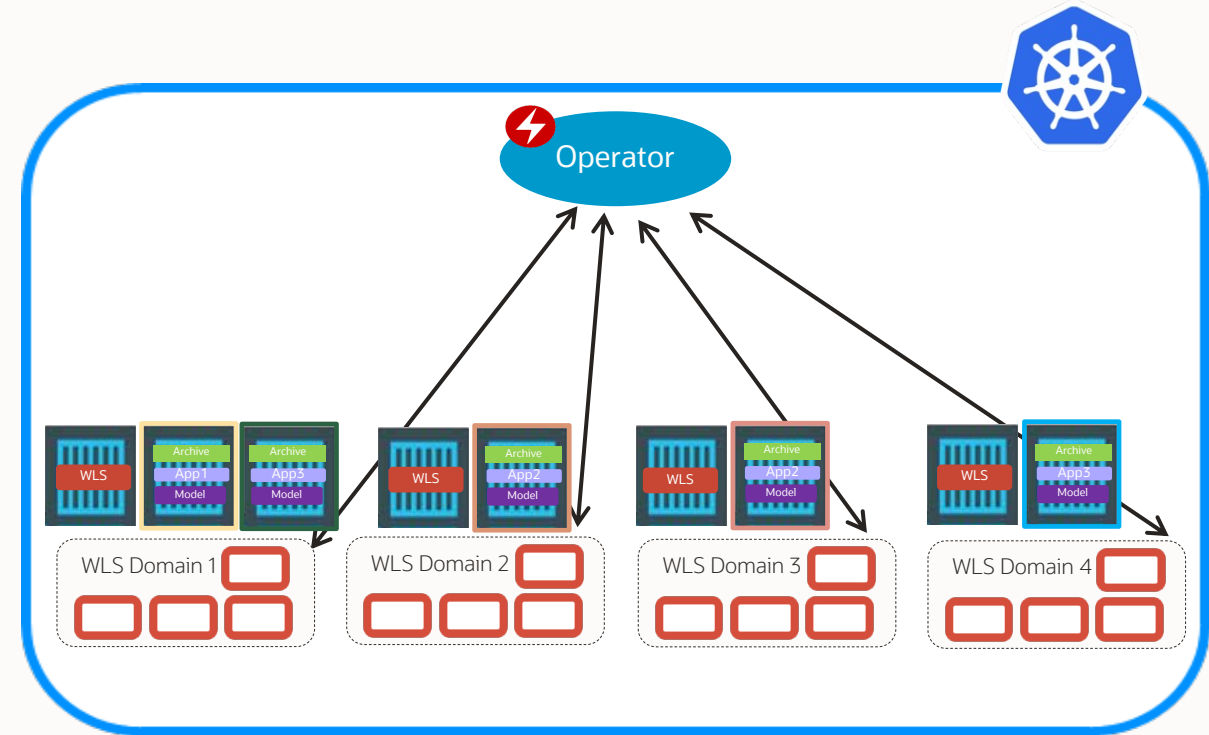 Operator
WLS
Archive
App1
Model
Archive
App3
Model
WLS
Archive
App2
Model
WLS
Archive
App2
Model
WLS
Archive
App3
Model
WLS Domain 1
WLS Domain 2
WLS Domain 3
WLS Domain 4